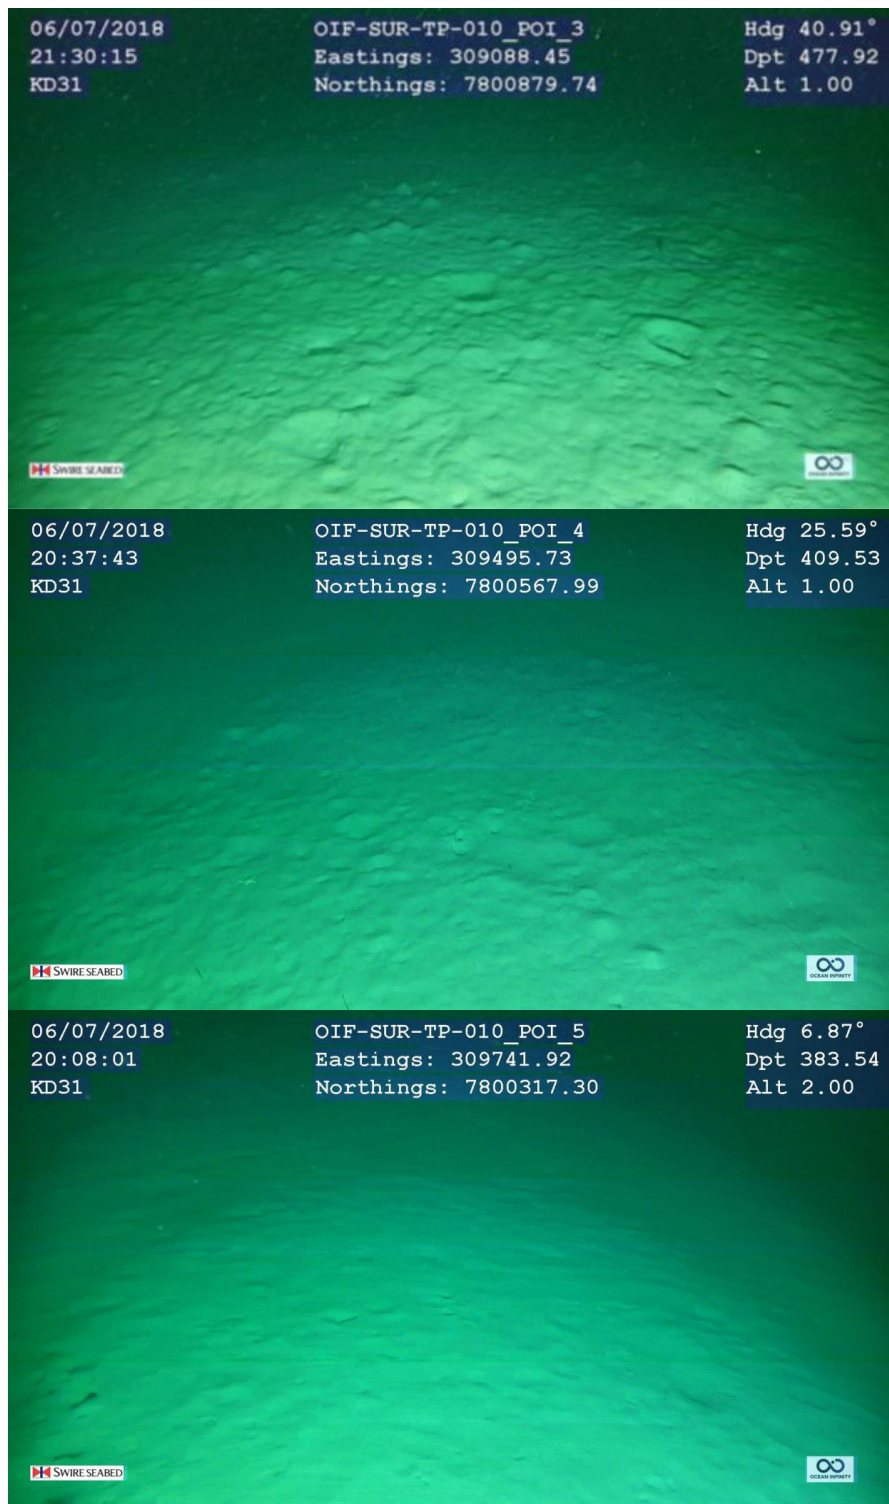 06/07/2018 OIF-SUR-TP-010_POI_3 Hdg 40.91°
21:30:15 Eastings: 309088.45 Dpt 477.92
KD31 Northings: 7800879.74 Alt 1.00
SWIRE SEABED
06/07/2018 OIF-SUR-TP-010_POI_4 Hdg 25.59°
20:37:43 Eastings: 309495.73 Dpt 409.53
KD31 Northings: 7800567.99 Alt 1.00
SWIRE SEABED OCEAN INFINITY
06/07/2018 OIF-SUR-TP-010_POI_5 Hdg 6.87°
20:08:01 Eastings: 309741.92 Dpt 383.54
KD31 Northings: 7800317.30 Alt 2.00
SWIRE SEABED OCEAN INFINITY